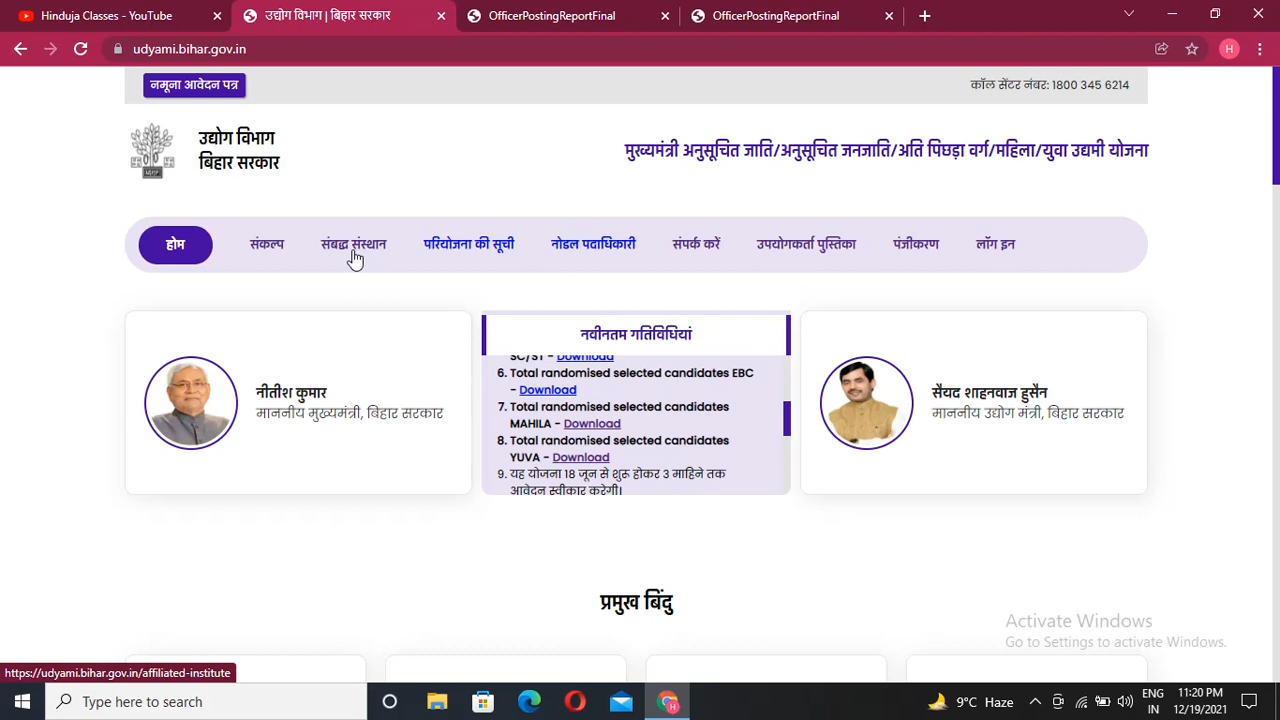 Hinduja Classes - YouTube
उद्योग विभाग | बिहार सरकार
OfficerPostingReportFinal
OfficerPostingReportFinal
udyami.bihar.gov.in
H
नमूना आवेदन पत्र
कॉल सेंटर नंबर: 1800 345 6214
उद्योग विभाग
बिहार सरकार
मुख्यमंत्री अनुसूचित जाति/अनुसूचित जनजाति/अति पिछड़ा वर्ग/महिला/युवा उद्यमी योजना
होम
संकल्प
संबद्ध संस्थान
परियोजना की सूची
नोडल पदाधिकारी
संपर्क करें
उपयोगकर्ता पुस्तिका
पंजीकरण
लॉग इन
नीतीश कुमार
माननीय मुख्यमंत्री, बिहार सरकार
नवीनतम गतिविधियां
SC/ST - Download
6. Total randomised selected candidates EBC
- Download
7. Total randomised selected candidates
MAHILA - Download
8. Total randomised selected candidates
YUVA - Download
9. यह योजना 18 जून से शुरू होकर 3 माहिने तक
आवेदन स्वीकार करेगी।
सैयद शाहनवाज हुसैन
माननीय उद्योग मंत्री, बिहार सरकार
प्रमुख बिंदु
Activate Windows
Go to Settings to activate Windows.
https://udyami.bihar.gov.in/affiliated-institute
Type here to search
9°C Haze
ENG
IN
11:20 PM
12/19/2021